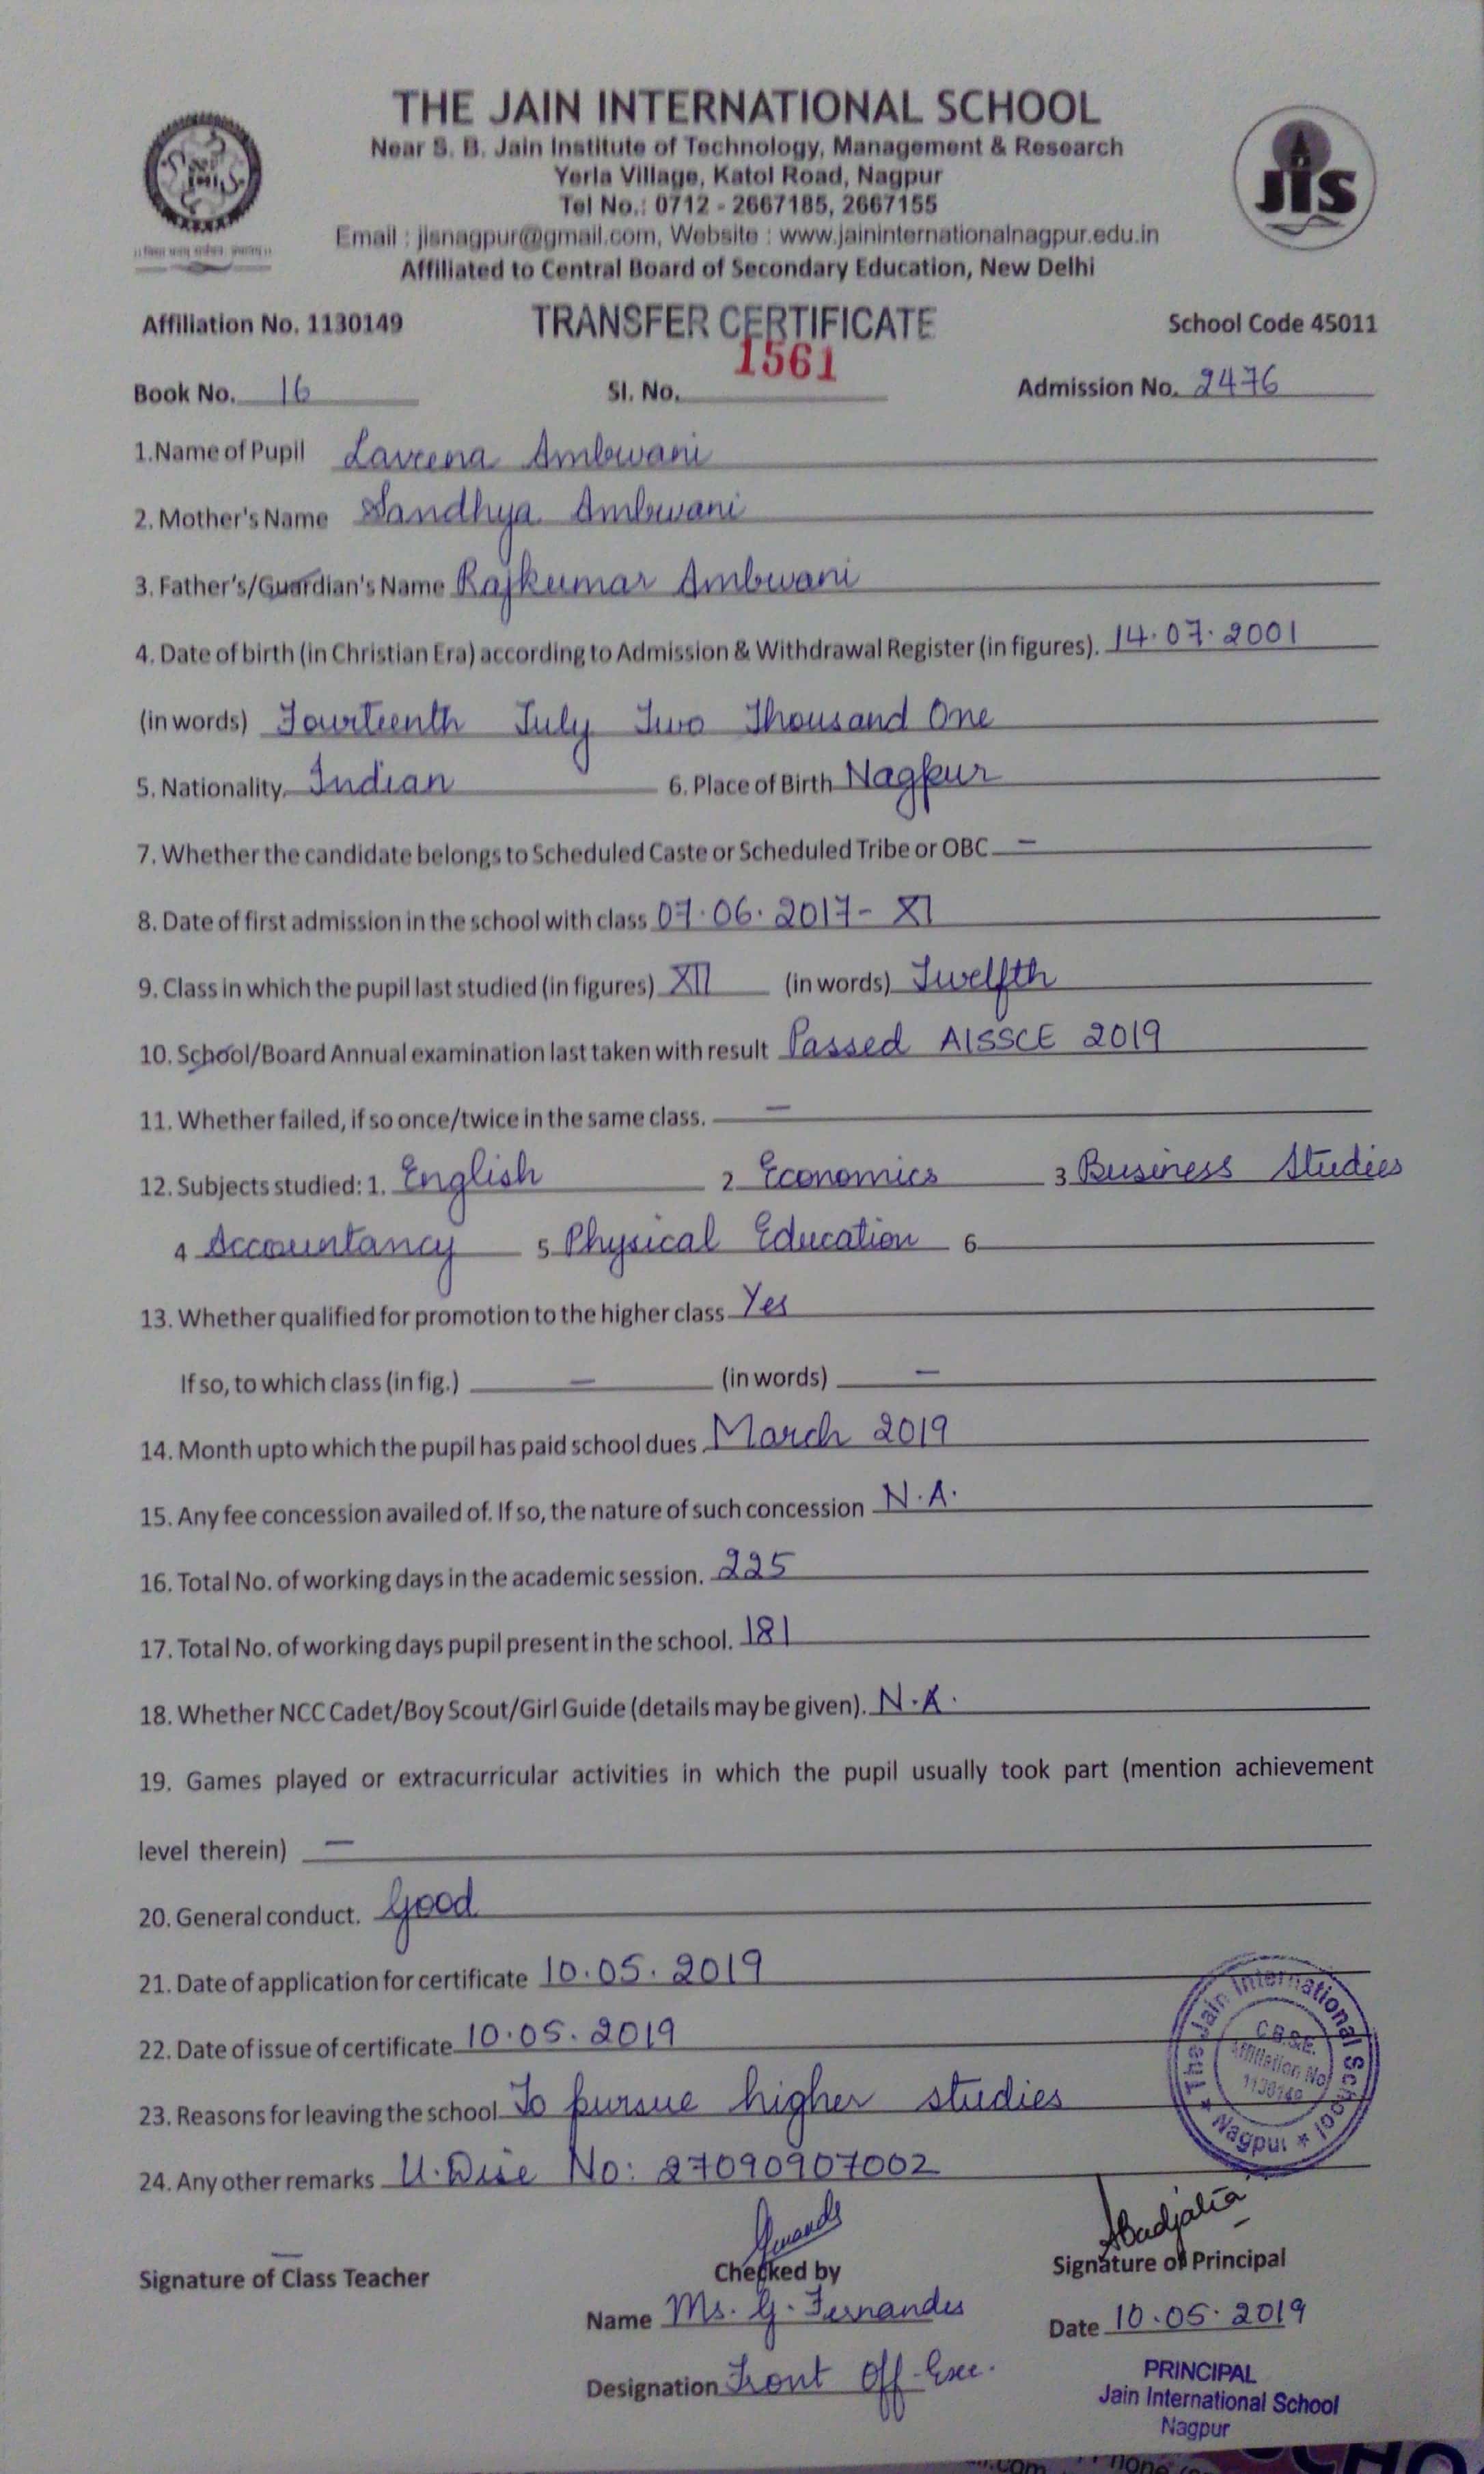 THE JAIN INTERNATIONAL SCHOOL
Near S. B. Jain Institute of Technology, Management & Research
Yerla Village, Katol Road, Nagpur
Tel No.: 0712 - 2667185, 2667155
Email : jisnagpur@gmail.com, Website : www.jaininternationalnagpur.edu.in
Affiliated to Central Board of Secondary Education, New Delhi
JIS
Affiliation No. 1130149 TRANSFER CERTIFICATE School Code 45011
Book No. 16 Sl. No. 1561 Admission No. 2476
1.Name of Pupil Laveena Ambwani
2. Mother's Name Sandhya Ambwani
3. Father's/Guardian's Name Rajkumar Ambwani
4. Date of birth (in Christian Era) according to Admission & Withdrawal Register (in figures). 14.07.2001
(in words) Fourteenth July Two Thousand One
5. Nationality Indian 6. Place of Birth Nagpur
7. Whether the candidate belongs to Scheduled Caste or Scheduled Tribe or OBC —
8. Date of first admission in the school with class 07.06.2017- XI
9. Class in which the pupil last studied (in figures) XII (in words) Twelfth
10. School/Board Annual examination last taken with result Passed AISSCE 2019
11. Whether failed, if so once/twice in the same class. —
12. Subjects studied: 1. English 2 Economics 3 Business Studies
4 Accountancy 5 Physical Education 6
13. Whether qualified for promotion to the higher class Yes
If so, to which class (in fig.) — (in words) —
14. Month upto which the pupil has paid school dues March 2019
15. Any fee concession availed of. If so, the nature of such concession N.A.
16. Total No. of working days in the academic session. 225
17. Total No. of working days pupil present in the school. 181
18. Whether NCC Cadet/Boy Scout/Girl Guide (details may be given). N.A.
19. Games played or extracurricular activities in which the pupil usually took part (mention achievement
level therein) —
20. General conduct. Good
21. Date of application for certificate 10.05.2019
22. Date of issue of certificate 10.05.2019
23. Reasons for leaving the school To pursue higher studies
24. Any other remarks U.Dise No: 27090907002
The Jain International School * Nagpur *
C.B.S.E.
Affiliation No
1130149
Signature of Class Teacher Checked by Signature of Principal
Name Ms. G. Fernandes Date 10.05.2019
Designation Front Off. Exec.
PRINCIPAL
Jain International School
Nagpur